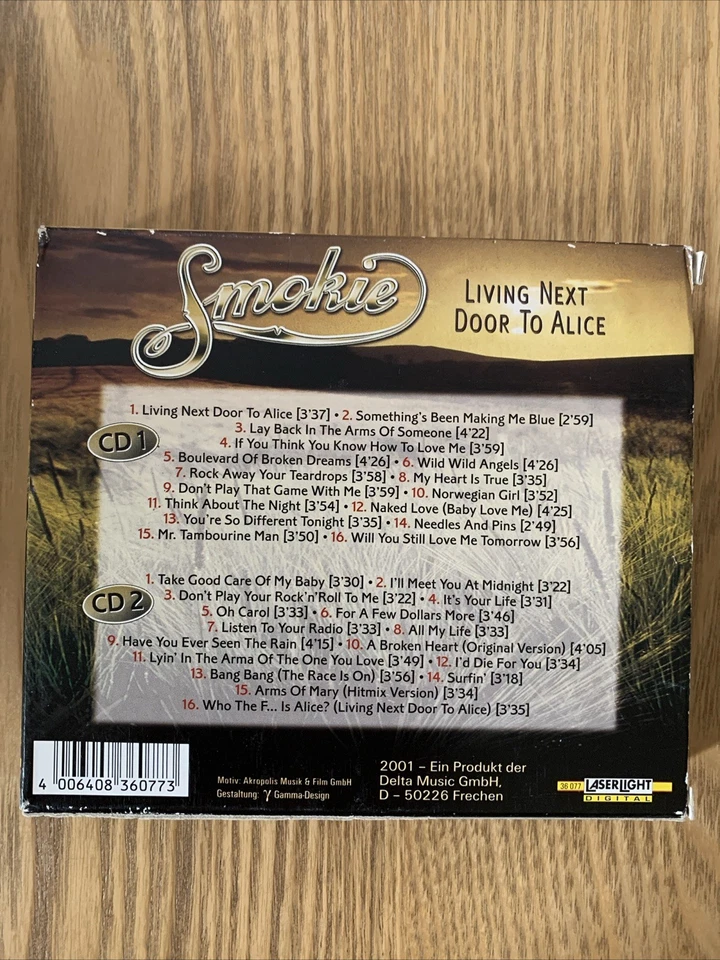 Smokie
LIVING NEXT
DOOR TO ALICE
CD 1
1. Living Next Door To Alice [3'37] • 2. Something's Been Making Me Blue [2'59]
3. Lay Back In The Arms Of Someone [4'22]
4. If You Think You Know How To Love Me [3'59]
5. Boulevard Of Broken Dreams [4'26] • 6. Wild Wild Angels [4'26]
7. Rock Away Your Teardrops [3'58] • 8. My Heart Is True [3'35]
9. Don't Play That Game With Me [3'59] • 10. Norwegian Girl [3'52]
11. Think About The Night [3'54] • 12. Naked Love (Baby Love Me) [4'25]
13. You're So Different Tonight [3'35] • 14. Needles And Pins [2'49]
15. Mr. Tambourine Man [3'50] • 16. Will You Still Love Me Tomorrow [3'56]
CD 2
1. Take Good Care Of My Baby [3'30] • 2. I'll Meet You At Midnight [3'22]
3. Don't Play Your Rock'n'Roll To Me [3'22] • 4. It's Your Life [3'31]
5. Oh Carol [3'33] • 6. For A Few Dollars More [3'46]
7. Listen To Your Radio [3'33] • 8. All My Life [3'33]
9. Have You Ever Seen The Rain [4'15] • 10. A Broken Heart (Original Version) [4'05]
11. Lyin' In The Arma Of The One You Love [3'49] • 12. I'd Die For You [3'34]
13. Bang Bang (The Race Is On) [3'56] • 14. Surfin' [3'18]
15. Arms Of Mary (Hitmix Version) [3'34]
16. Who The F... Is Alice? (Living Next Door To Alice) [3'35]
4 006408 360773
Motiv: Akropolis Musik & Film GmbH
Gestaltung: γ Gamma-Design
2001 – Ein Produkt der
Delta Music GmbH,
D – 50226 Frechen
36 077 LASERLIGHT
DIGITAL